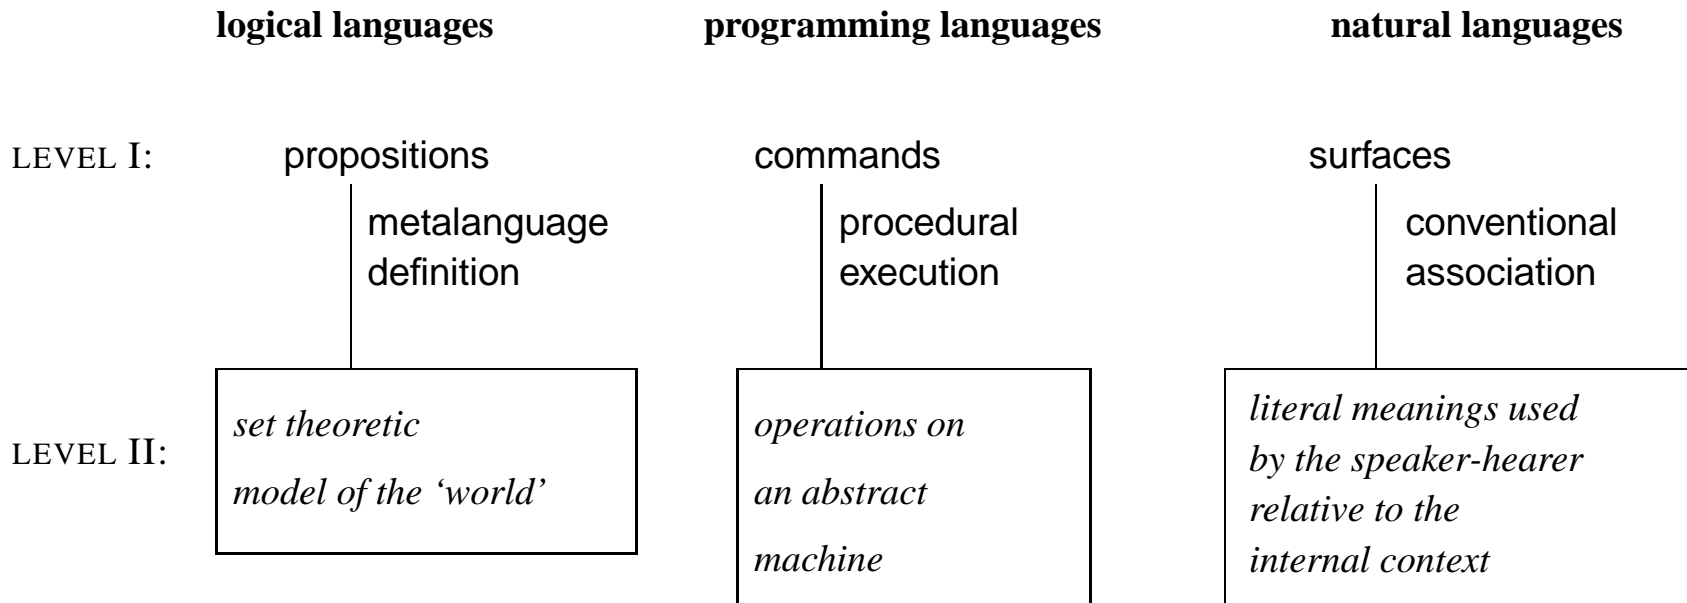 logical languages programming languages natural languages
LEVEL I: propositions commands surfaces
metalanguage procedural conventional
definition execution association
LEVEL II:
set theoretic
model of the ‘world’
operations on
an abstract
machine
literal meanings used
by the speaker-hearer
relative to the
internal context